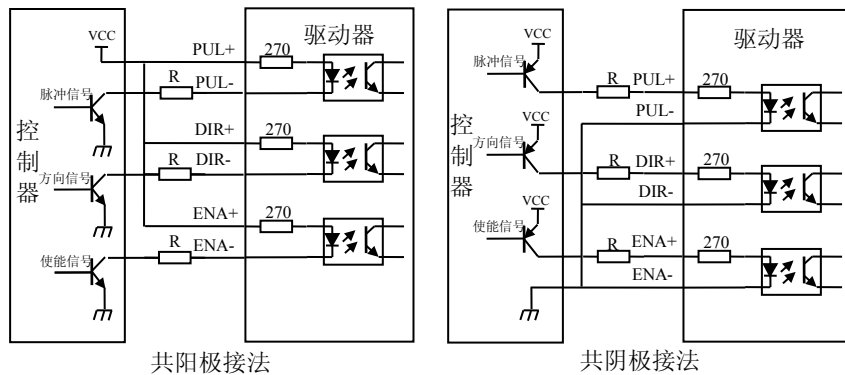 VCC
PUL+
270
驱动器
脉冲信号
R
PUL-
DIR+
270
控制器
R
DIR-
方向信号
ENA+
270
R
ENA-
使能信号
共阳极接法
VCC
驱动器
脉冲信号
R
PUL+
270
PUL-
VCC
控制器
方向信号
R
DIR+
270
DIR-
VCC
使能信号
R
ENA+
270
ENA-
共阴极接法